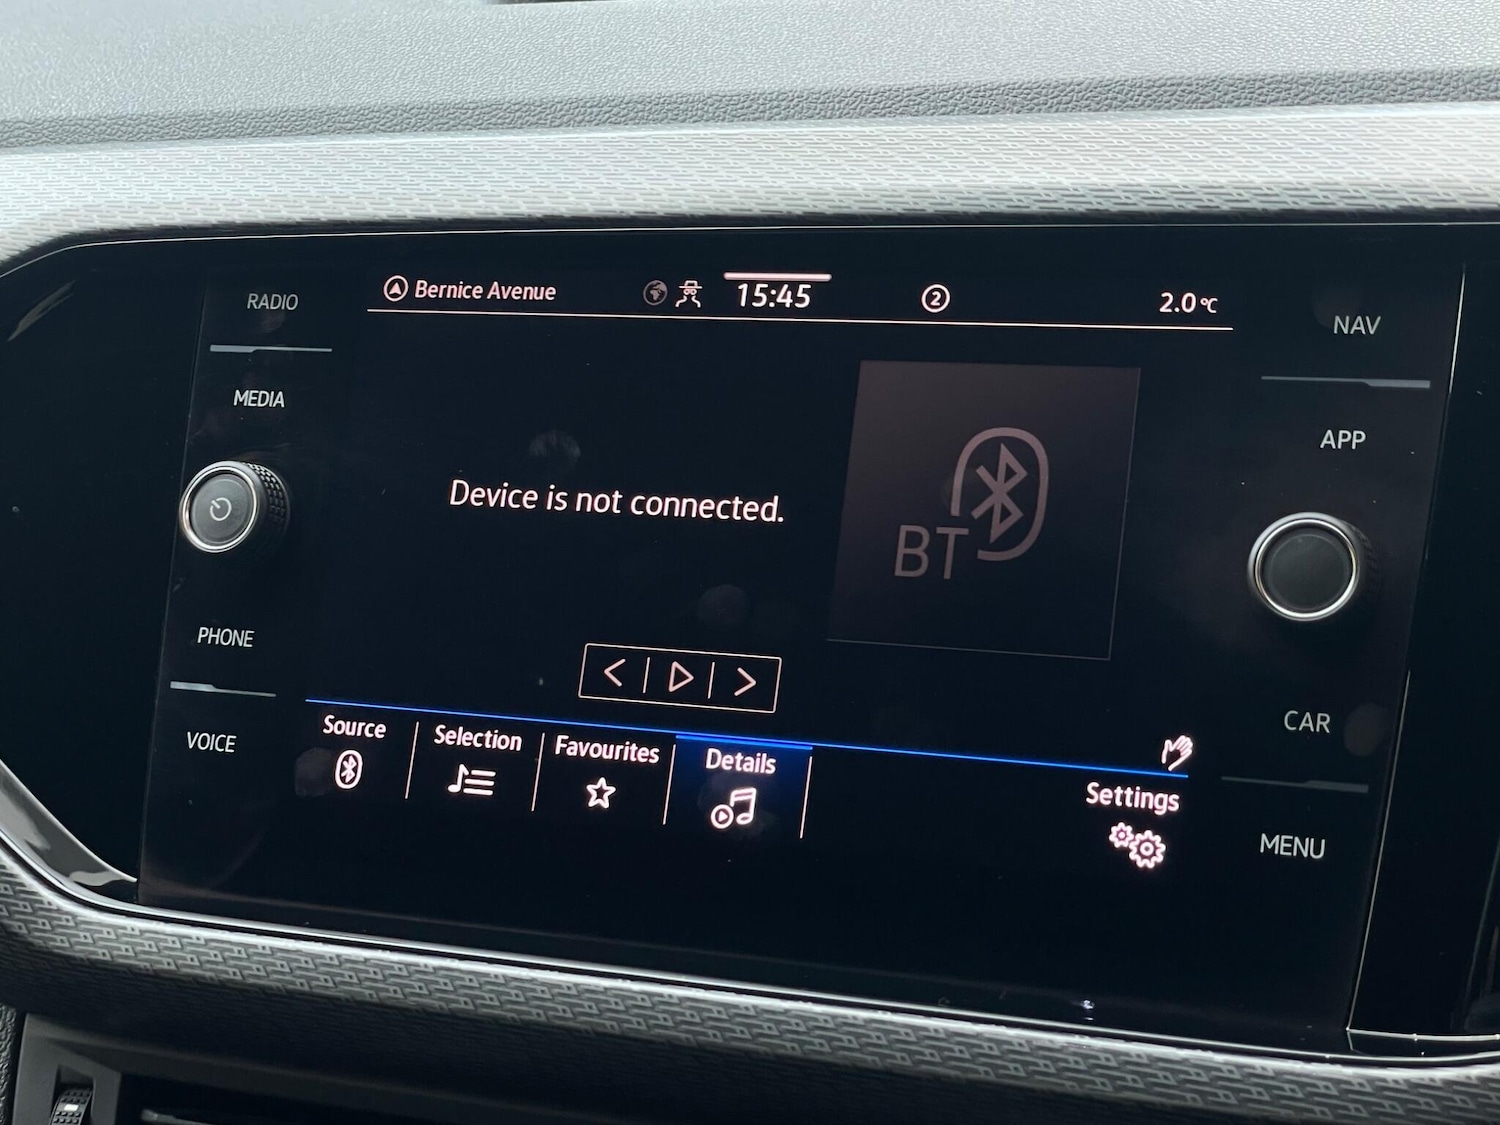 RADIO
MEDIA
PHONE
VOICE
Bernice Avenue
15:45
2
2.0°C
Device is not connected.
BT
Source
Selection
Favourites
Details
Settings
NAV
APP
CAR
MENU